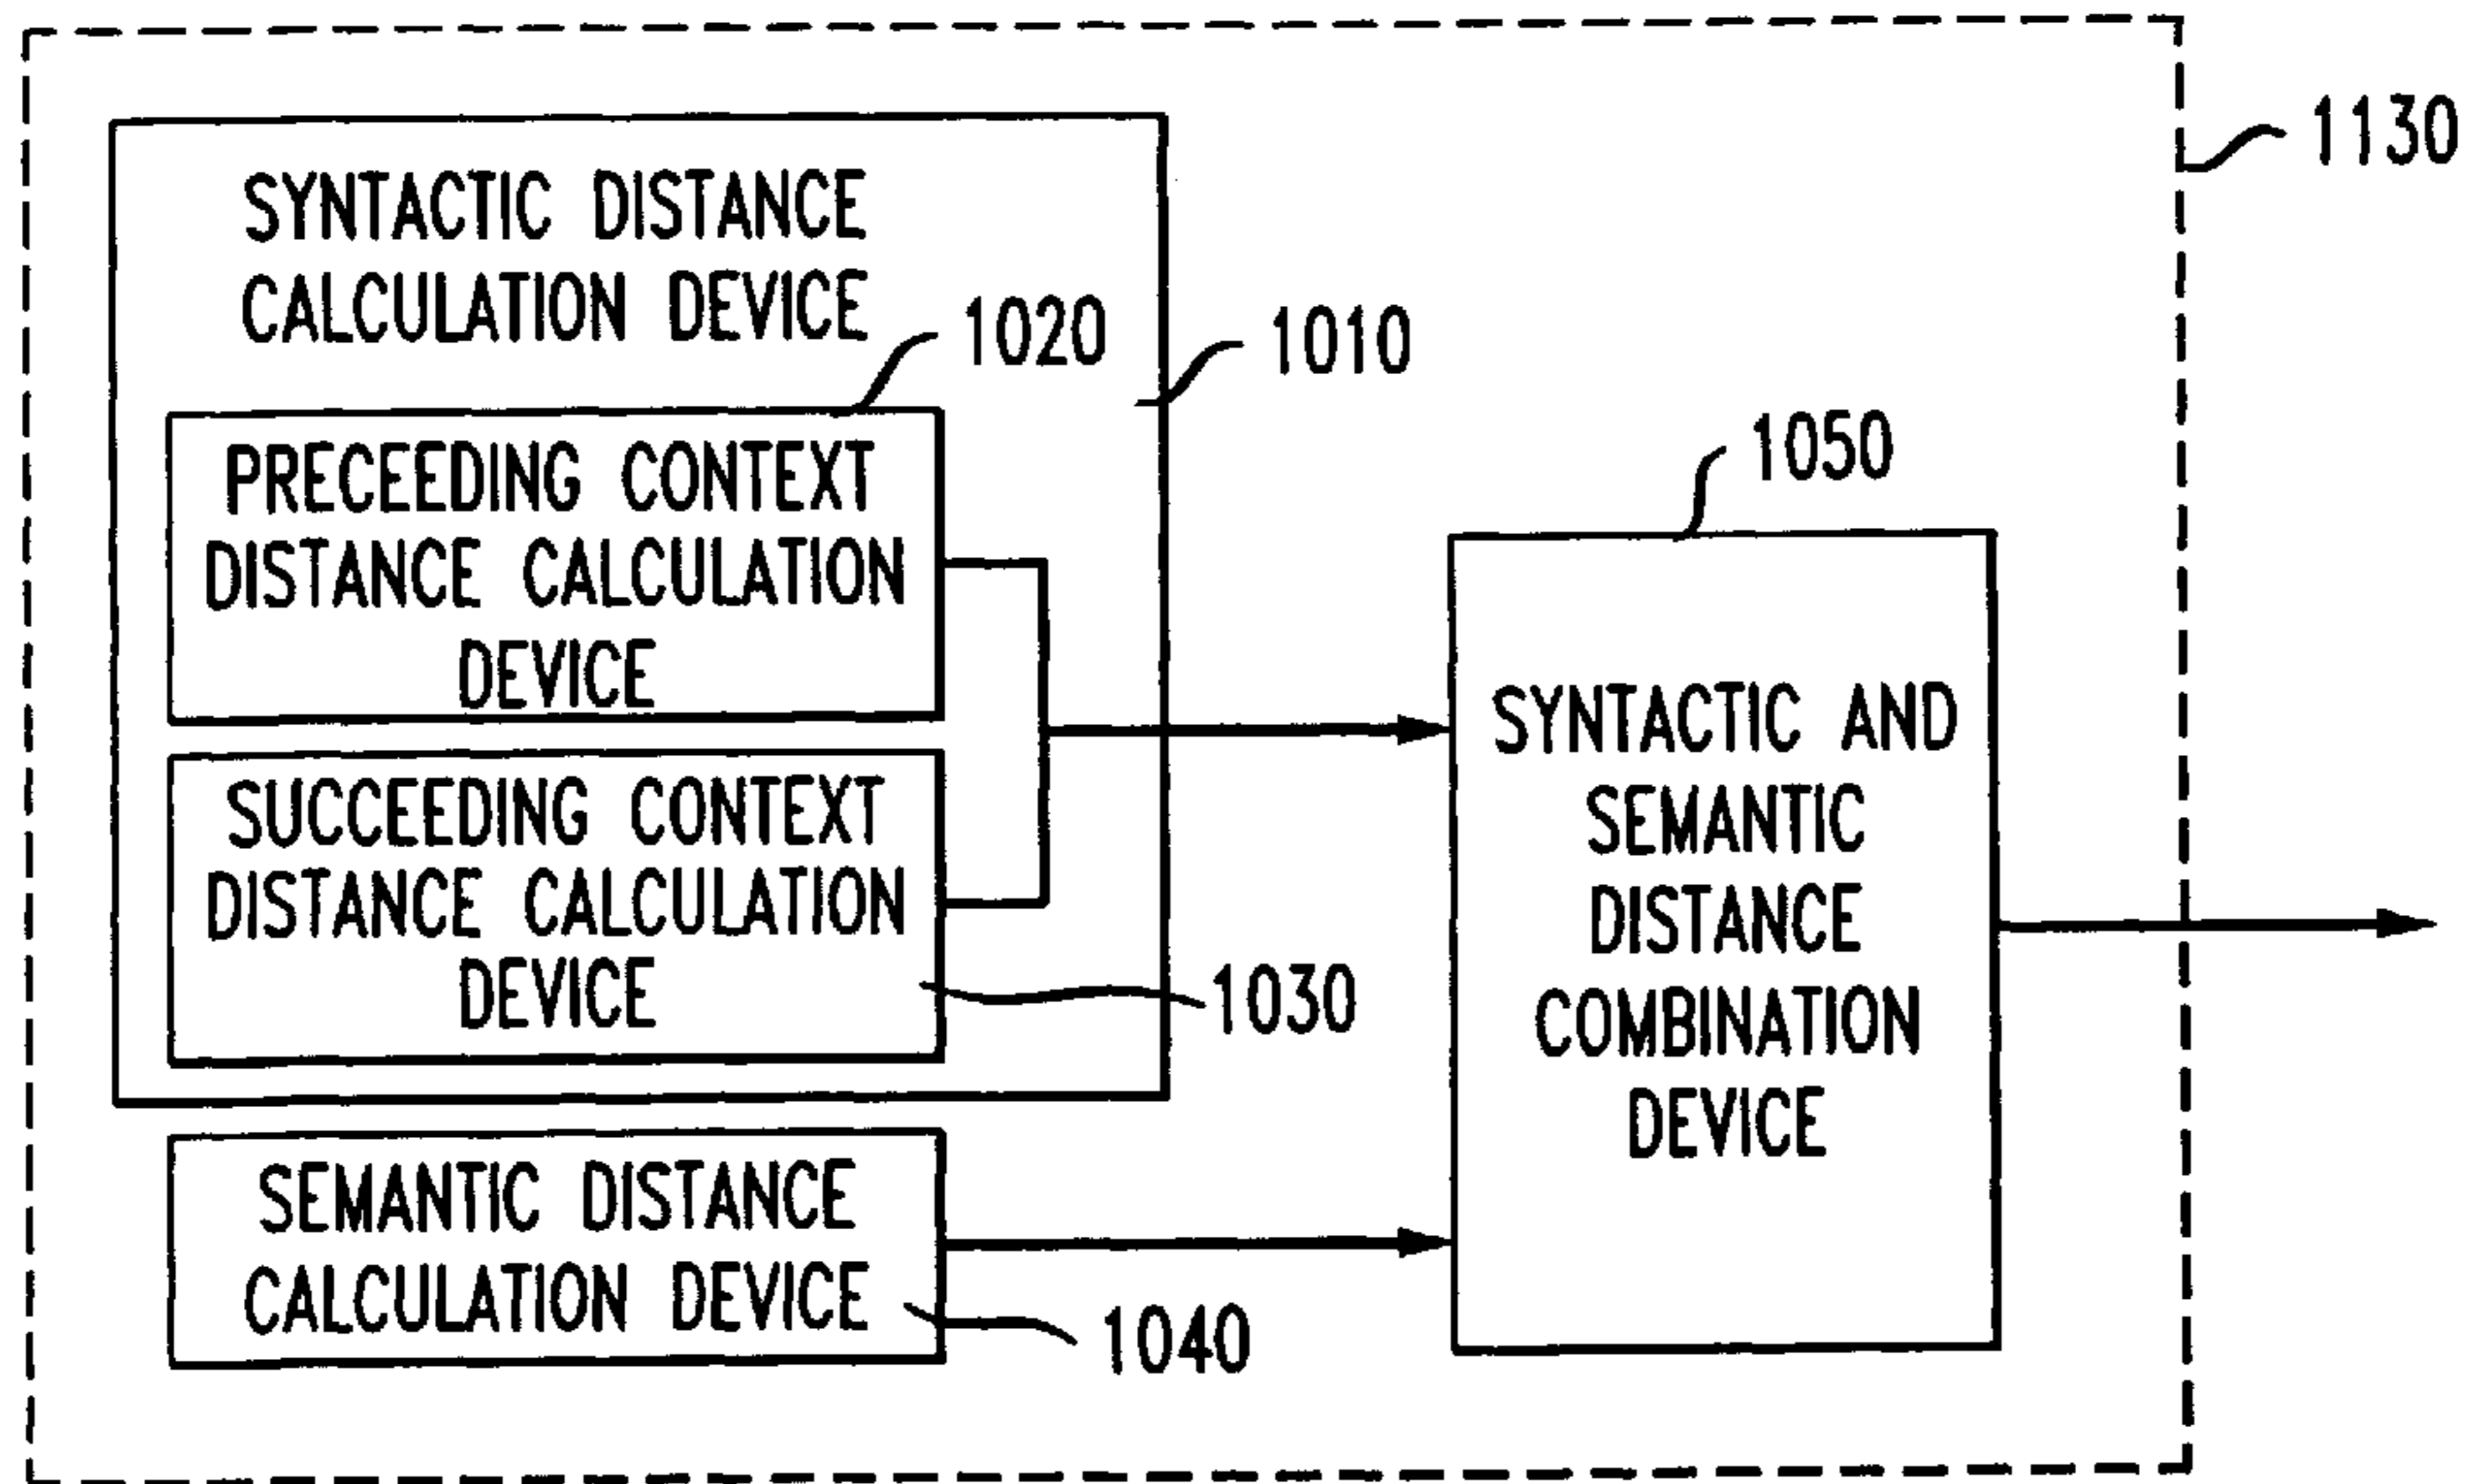 1130
SYNTACTIC DISTANCE
CALCULATION DEVICE
1020
1010
PRECEEDING CONTEXT
DISTANCE CALCULATION
DEVICE
SUCCEEDING CONTEXT
DISTANCE CALCULATION
DEVICE
1030
SEMANTIC DISTANCE
CALCULATION DEVICE
1040
1050
SYNTACTIC AND
SEMANTIC
DISTANCE
COMBINATION
DEVICE